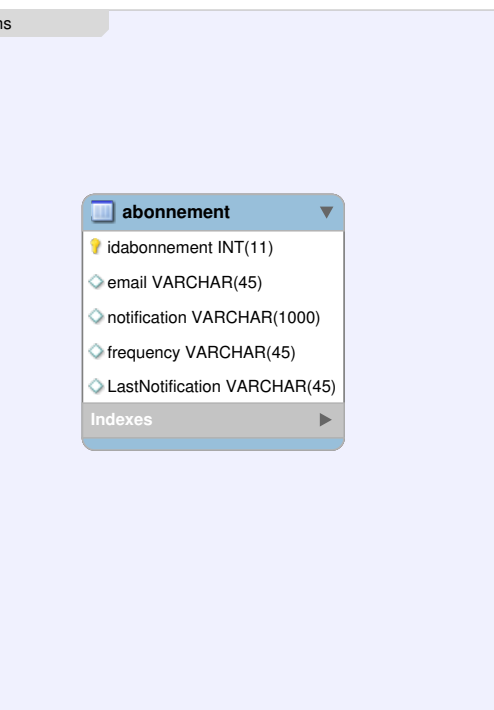 ns
abonnement
idabonnement INT(11)
email VARCHAR(45)
notification VARCHAR(1000)
frequency VARCHAR(45)
LastNotification VARCHAR(45)
Indexes